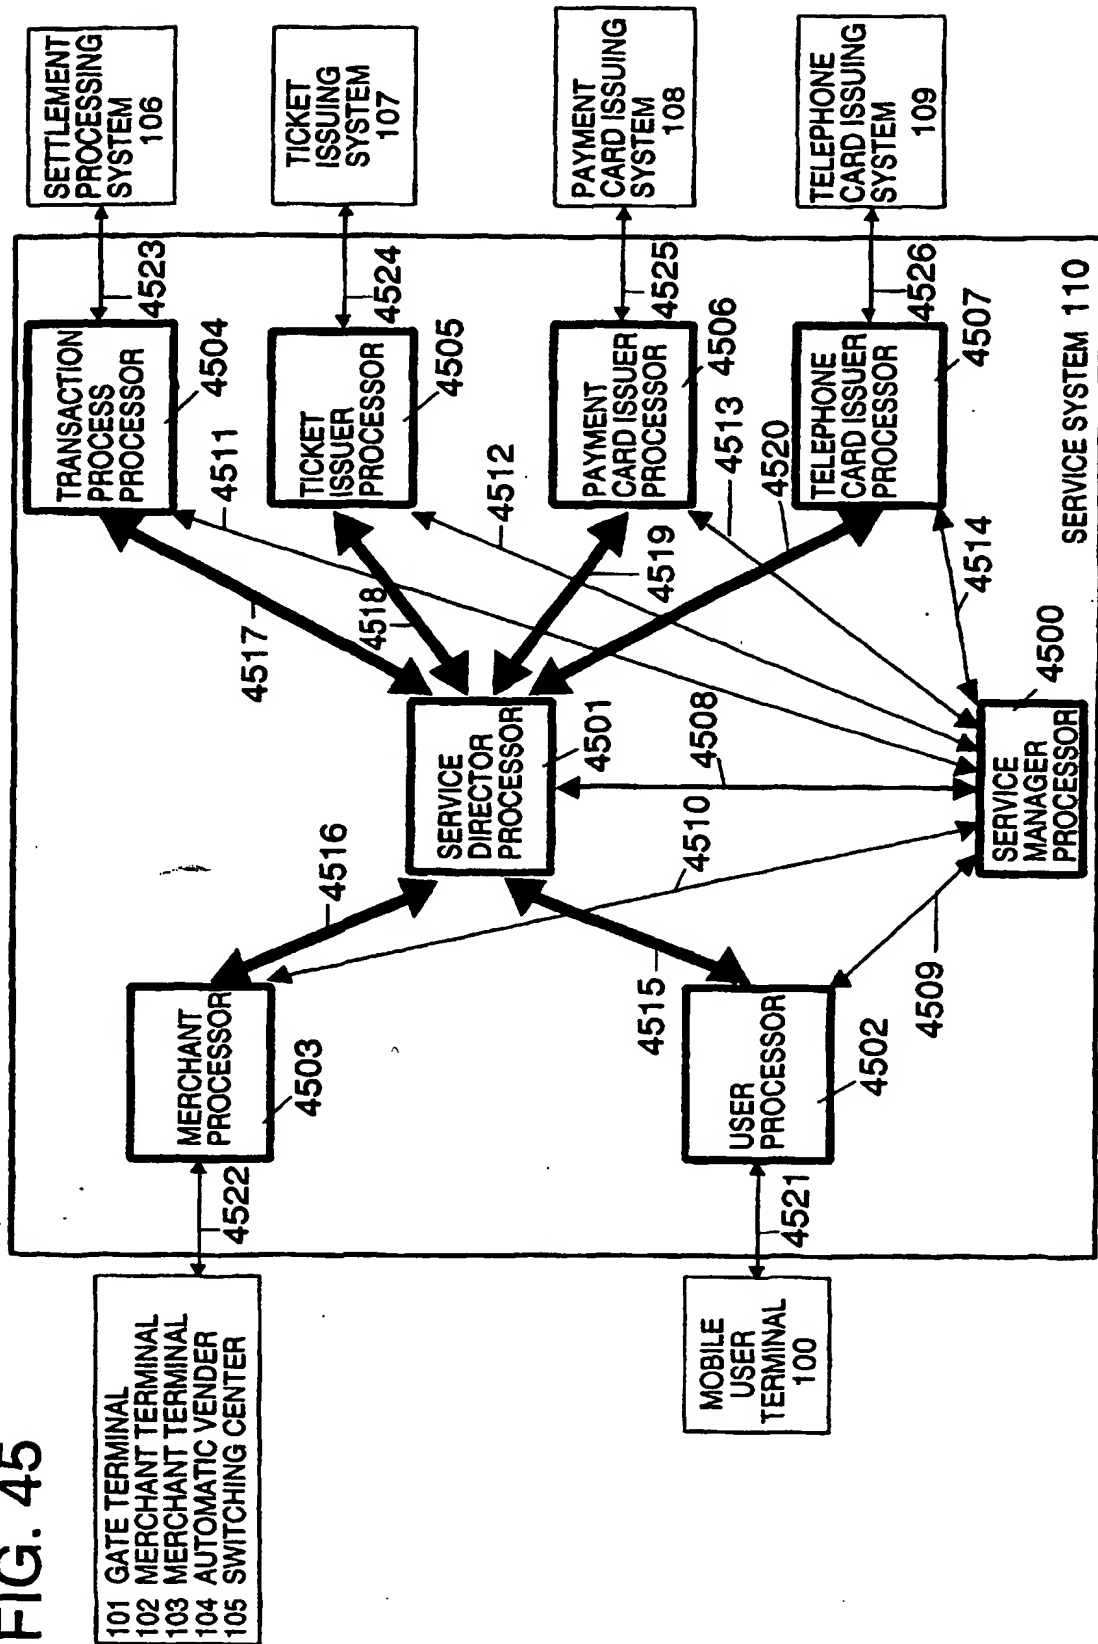 FIG. 45
101 GATE TERMINAL
102 MERCHANT TERMINAL
103 MERCHANT TERMINAL
104 AUTOMATIC VENDER
105 SWITCHING CENTER
MOBILE
USER
TERMINAL
100
4522
4521
MERCHANT
PROCESSOR
4503
USER
PROCESSOR
4502
4516
4515
4510
4509
SERVICE
DIRECTOR
PROCESSOR
4501
4508
SERVICE
MANAGER
PROCESSOR
4500
4517
4518
4519
4520
4511
4512
4513
4514
TRANSACTION
PROCESS
PROCESSOR
4504
TICKET
ISSUER
PROCESSOR
4505
PAYMENT
CARD ISSUER
PROCESSOR
4506
TELEPHONE
CARD ISSUER
PROCESSOR
4507
4523
4524
4525
4526
SERVICE SYSTEM 110
SETTLEMENT
PROCESSING
SYSTEM
106
TICKET
ISSUING
SYSTEM
107
PAYMENT
CARD ISSUING
SYSTEM
108
TELEPHONE
CARD ISSUING
SYSTEM
109